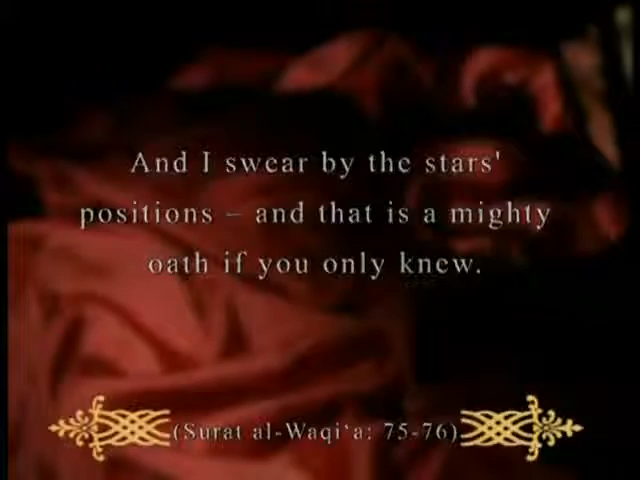 And I swear by the stars'
positions – and that is a mighty
oath if you only knew.
(Surat al-Waqi‘a: 75-76)